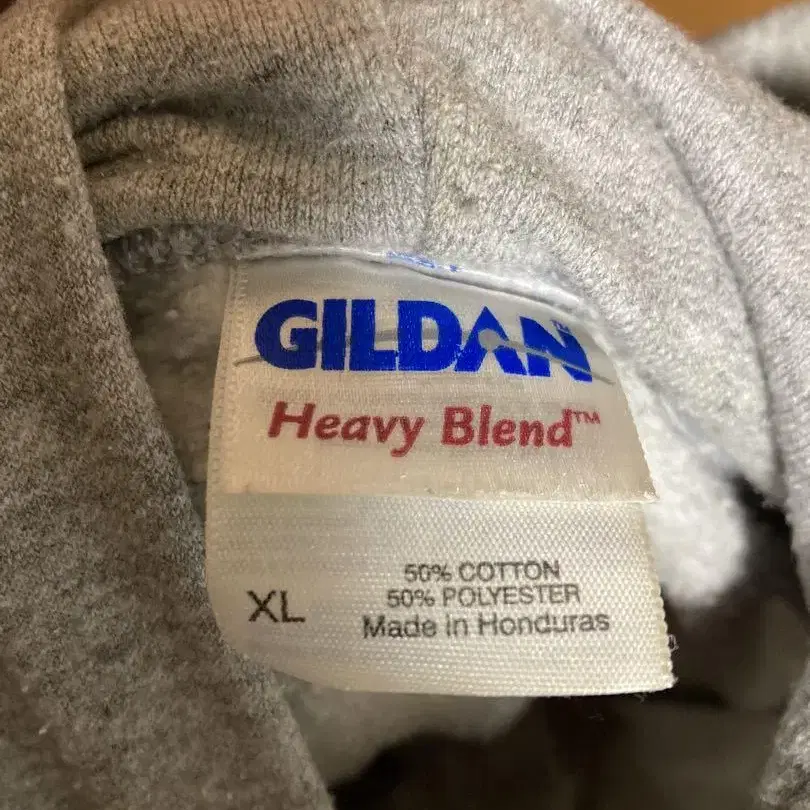 GILDAN
Heavy Blend™
XL
50% COTTON
50% POLYESTER
Made in Honduras